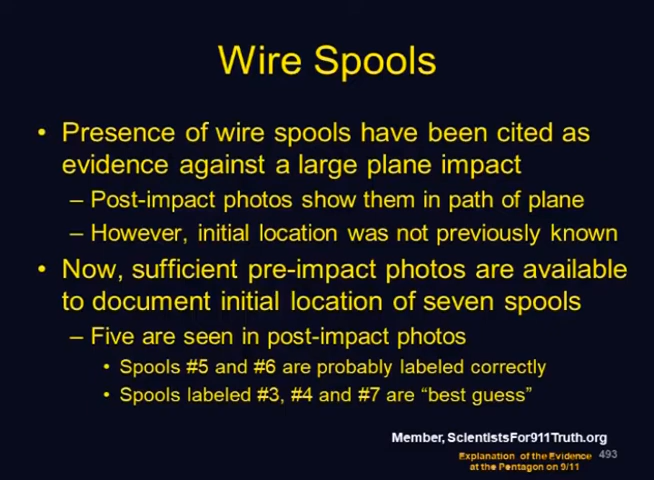 Wire Spools
• Presence of wire spools have been cited as
evidence against a large plane impact
– Post-impact photos show them in path of plane
– However, initial location was not previously known
• Now, sufficient pre-impact photos are available
to document initial location of seven spools
– Five are seen in post-impact photos
• Spools #5 and #6 are probably labeled correctly
• Spools labeled #3, #4 and #7 are “best guess”
Member, ScientistsFor911Truth.org
Explanation of the Evidence 493
at the Pentagon on 9/11